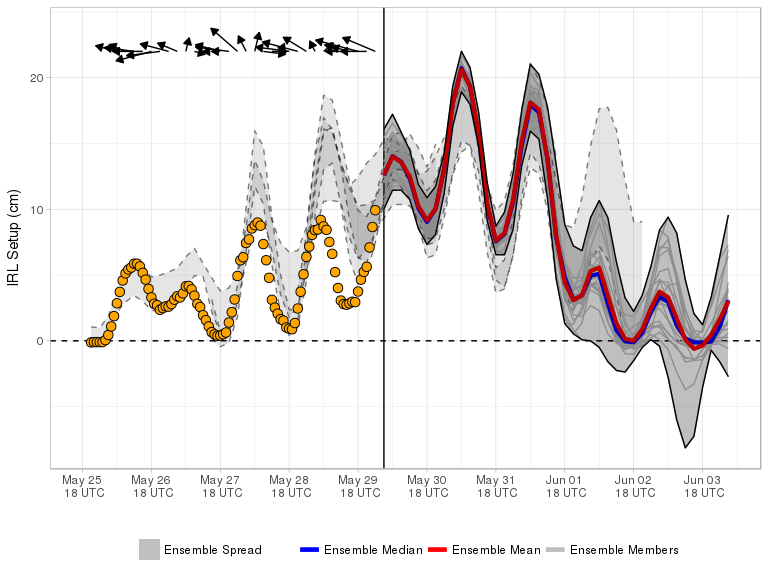 20
10
0
IRL Setup (cm)
May 25
18 UTC
May 26
18 UTC
May 27
18 UTC
May 28
18 UTC
May 29
18 UTC
May 30
18 UTC
May 31
18 UTC
Jun 01
18 UTC
Jun 02
18 UTC
Jun 03
18 UTC
Ensemble Spread
Ensemble Median
Ensemble Mean
Ensemble Members